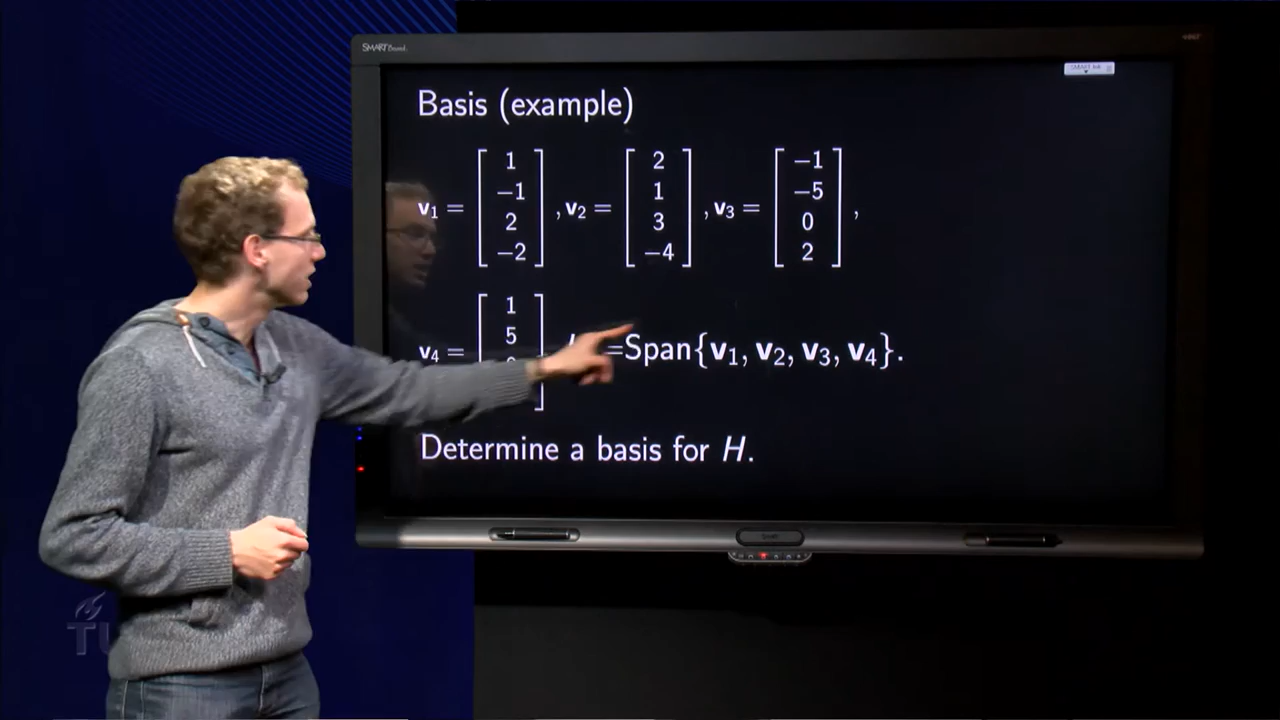 SMART Board
Basis (example)
v₁ = [1 −1 2 −2], v₂ = [2 1 3 −4], v₃ = [−1 −5 0 2],
v₄ = [1 5 =Span{v₁, v₂, v₃, v₄}.
Determine a basis for H.
TU